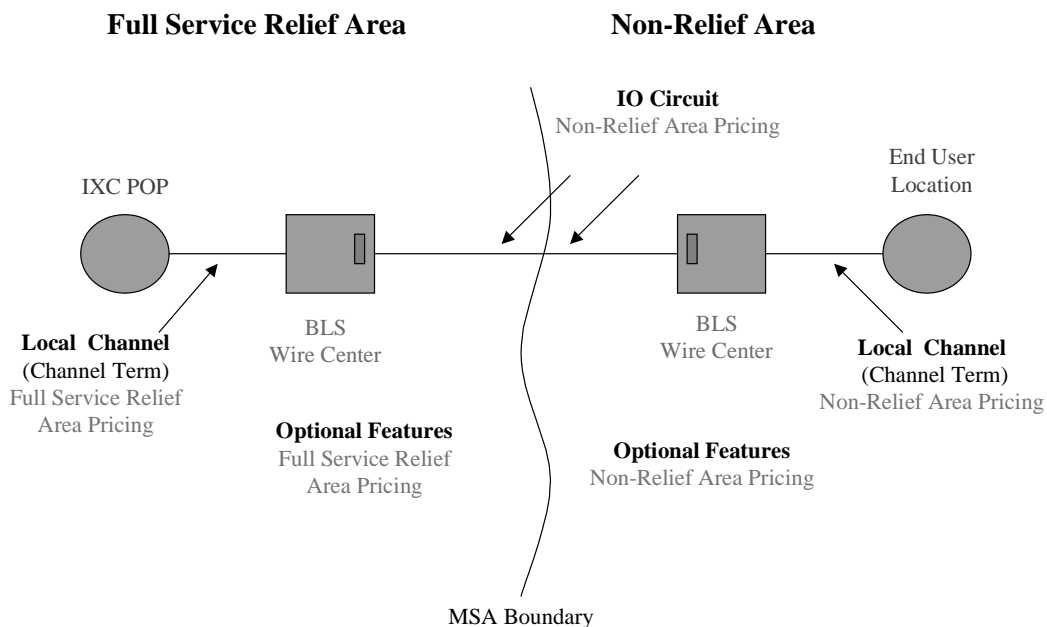 Full Service Relief Area
Non-Relief Area
IO Circuit
Non-Relief Area Pricing
IXC POP
End User
Location
BLS
Wire Center
BLS
Wire Center
Local Channel
(Channel Term)
Full Service Relief
Area Pricing
Local Channel
(Channel Term)
Non-Relief Area Pricing
Optional Features
Full Service Relief
Area Pricing
Optional Features
Non-Relief Area Pricing
MSA Boundary